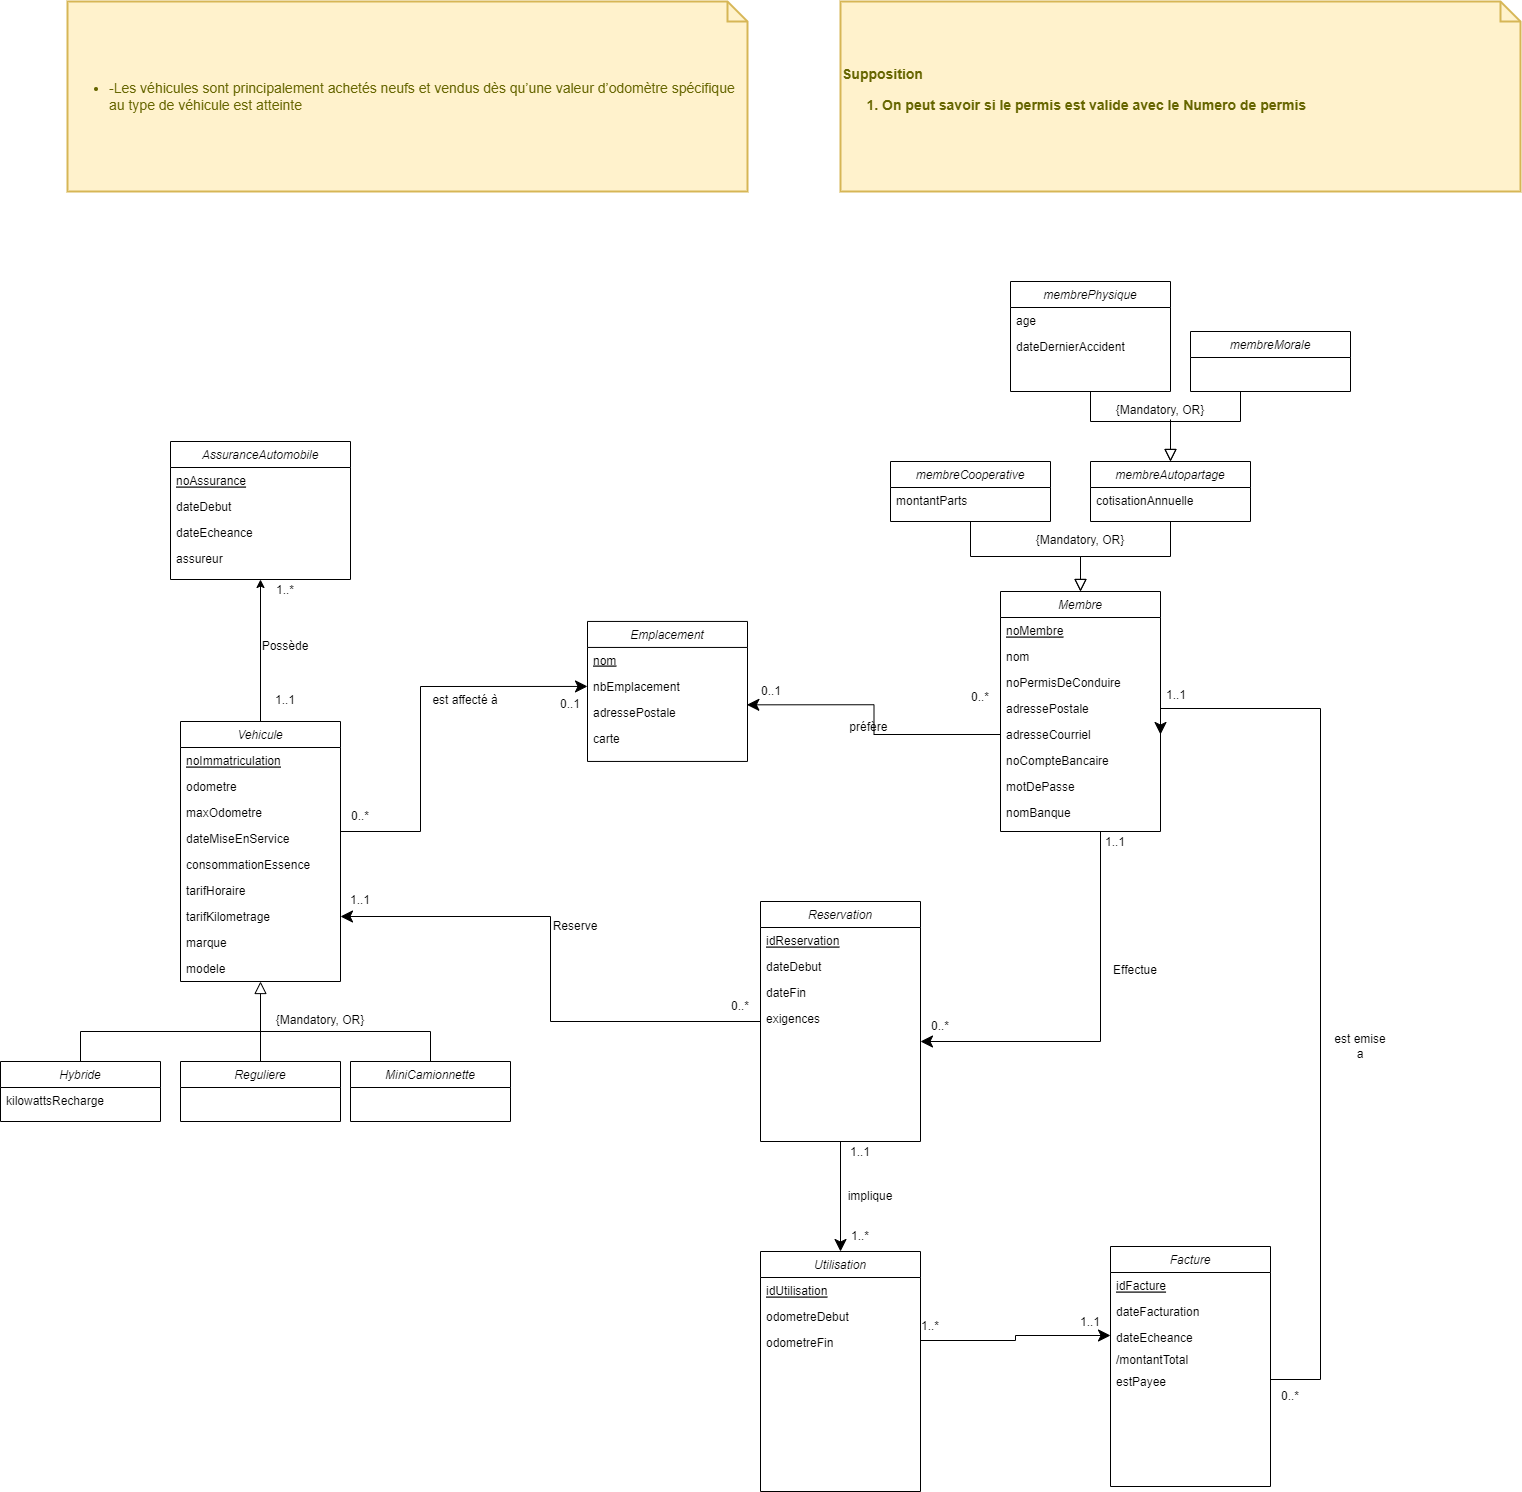 -Les véhicules sont principalement achetés neufs et vendus dès qu’une valeur d’odomètre spécifique
au type de véhicule est atteinte
Supposition
1. On peut savoir si le permis est valide avec le Numero de permis
membrePhysique
age
dateDernierAccident
membreMorale
{Mandatory, OR}
membreCooperative
montantParts
membreAutopartage
cotisationAnnuelle
{Mandatory, OR}
AssuranceAutomobile
noAssurance
dateDebut
dateEcheance
assureur
1..*
Possède
1..1
Emplacement
nom
nbEmplacement
adressePostale
carte
est affecté à
0..1
0..*
0..1
préfère
0..*
Membre
noMembre
nom
noPermisDeConduire
adressePostale
adresseCourriel
noCompteBancaire
motDePasse
nomBanque
1..1
1..1
Vehicule
noImmatriculation
odometre
maxOdometre
dateMiseEnService
consommationEssence
tarifHoraire
tarifKilometrage
marque
modele
1..1
Reserve
0..*
Reservation
idReservation
dateDebut
dateFin
exigences
Effectue
0..*
est emise
a
{Mandatory, OR}
Hybride
kilowattsRecharge
Reguliere
MiniCamionnette
1..1
implique
1..*
Utilisation
idUtilisation
odometreDebut
odometreFin
1..*
1..1
Facture
idFacture
dateFacturation
dateEcheance
/montantTotal
estPayee
0..*